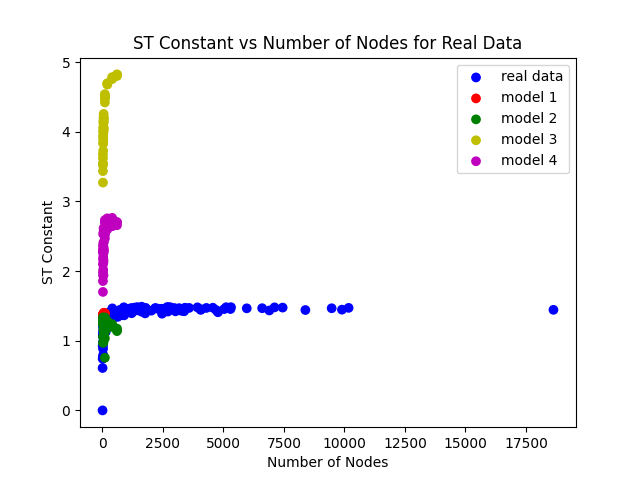 ST Constant vs Number of Nodes for Real Data
5
4
3
2
1
0
ST Constant
real data
model 1
model 2
model 3
model 4
0 2500 5000 7500 10000 12500 15000 17500
Number of Nodes